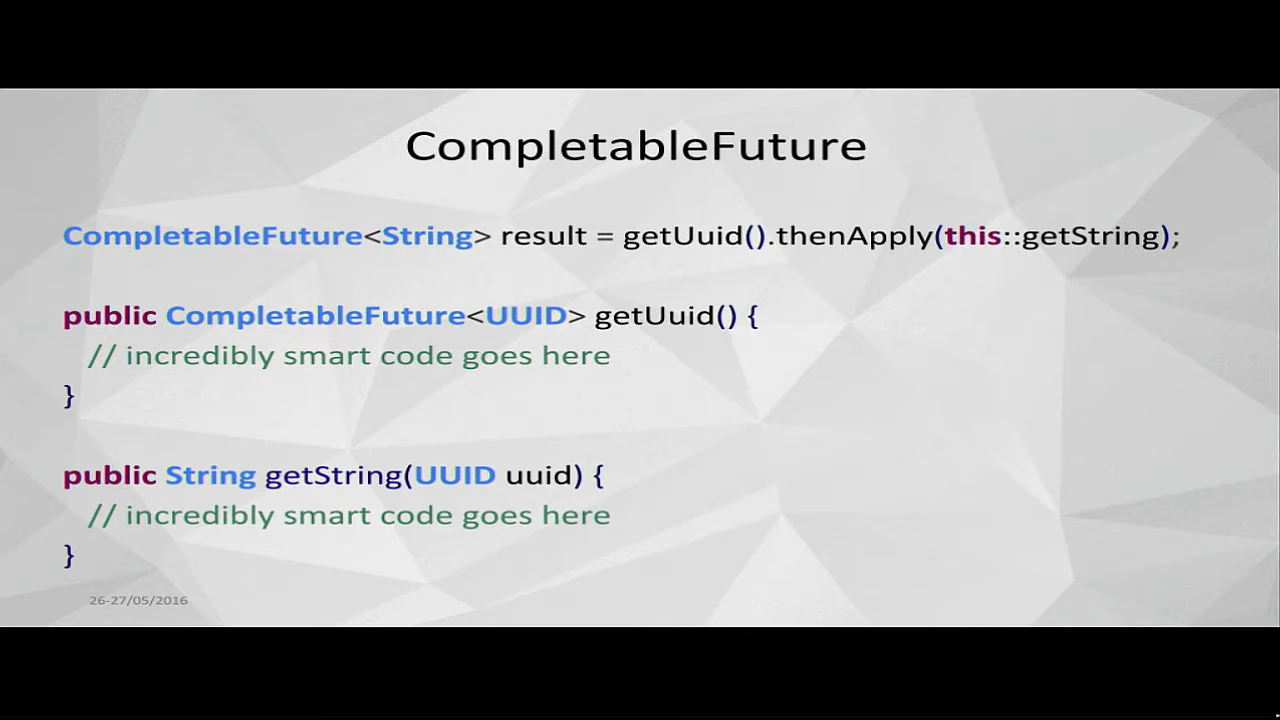 CompletableFuture
CompletableFuture<String> result = getUuid().thenApply(this::getString);
public CompletableFuture<UUID> getUuid() {
// incredibly smart code goes here
}
public String getString(UUID uuid) {
// incredibly smart code goes here
}
26-27/05/2016